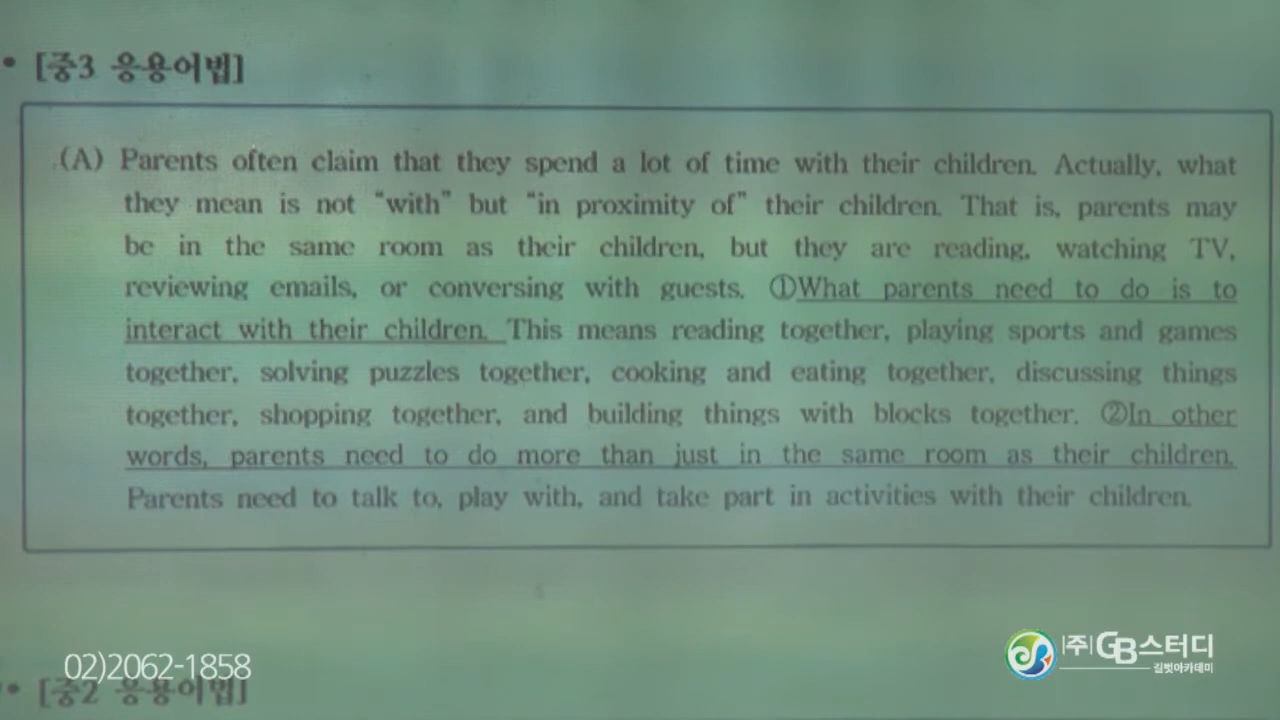 • [중3 응용어법]
(A) Parents often claim that they spend a lot of time with their children. Actually, what
they mean is not “with” but “in proximity of” their children. That is, parents may
be in the same room as their children, but they are reading, watching TV,
reviewing emails, or conversing with guests. ①What parents need to do is to
interact with their children. This means reading together, playing sports and games
together, solving puzzles together, cooking and eating together, discussing things
together, shopping together, and building things with blocks together. ②In other
words, parents need to do more than just in the same room as their children.
Parents need to talk to, play with, and take part in activities with their children.
02)2062-1858
(주)GB스터디
길벗아카데미
• [중2 응용어법]